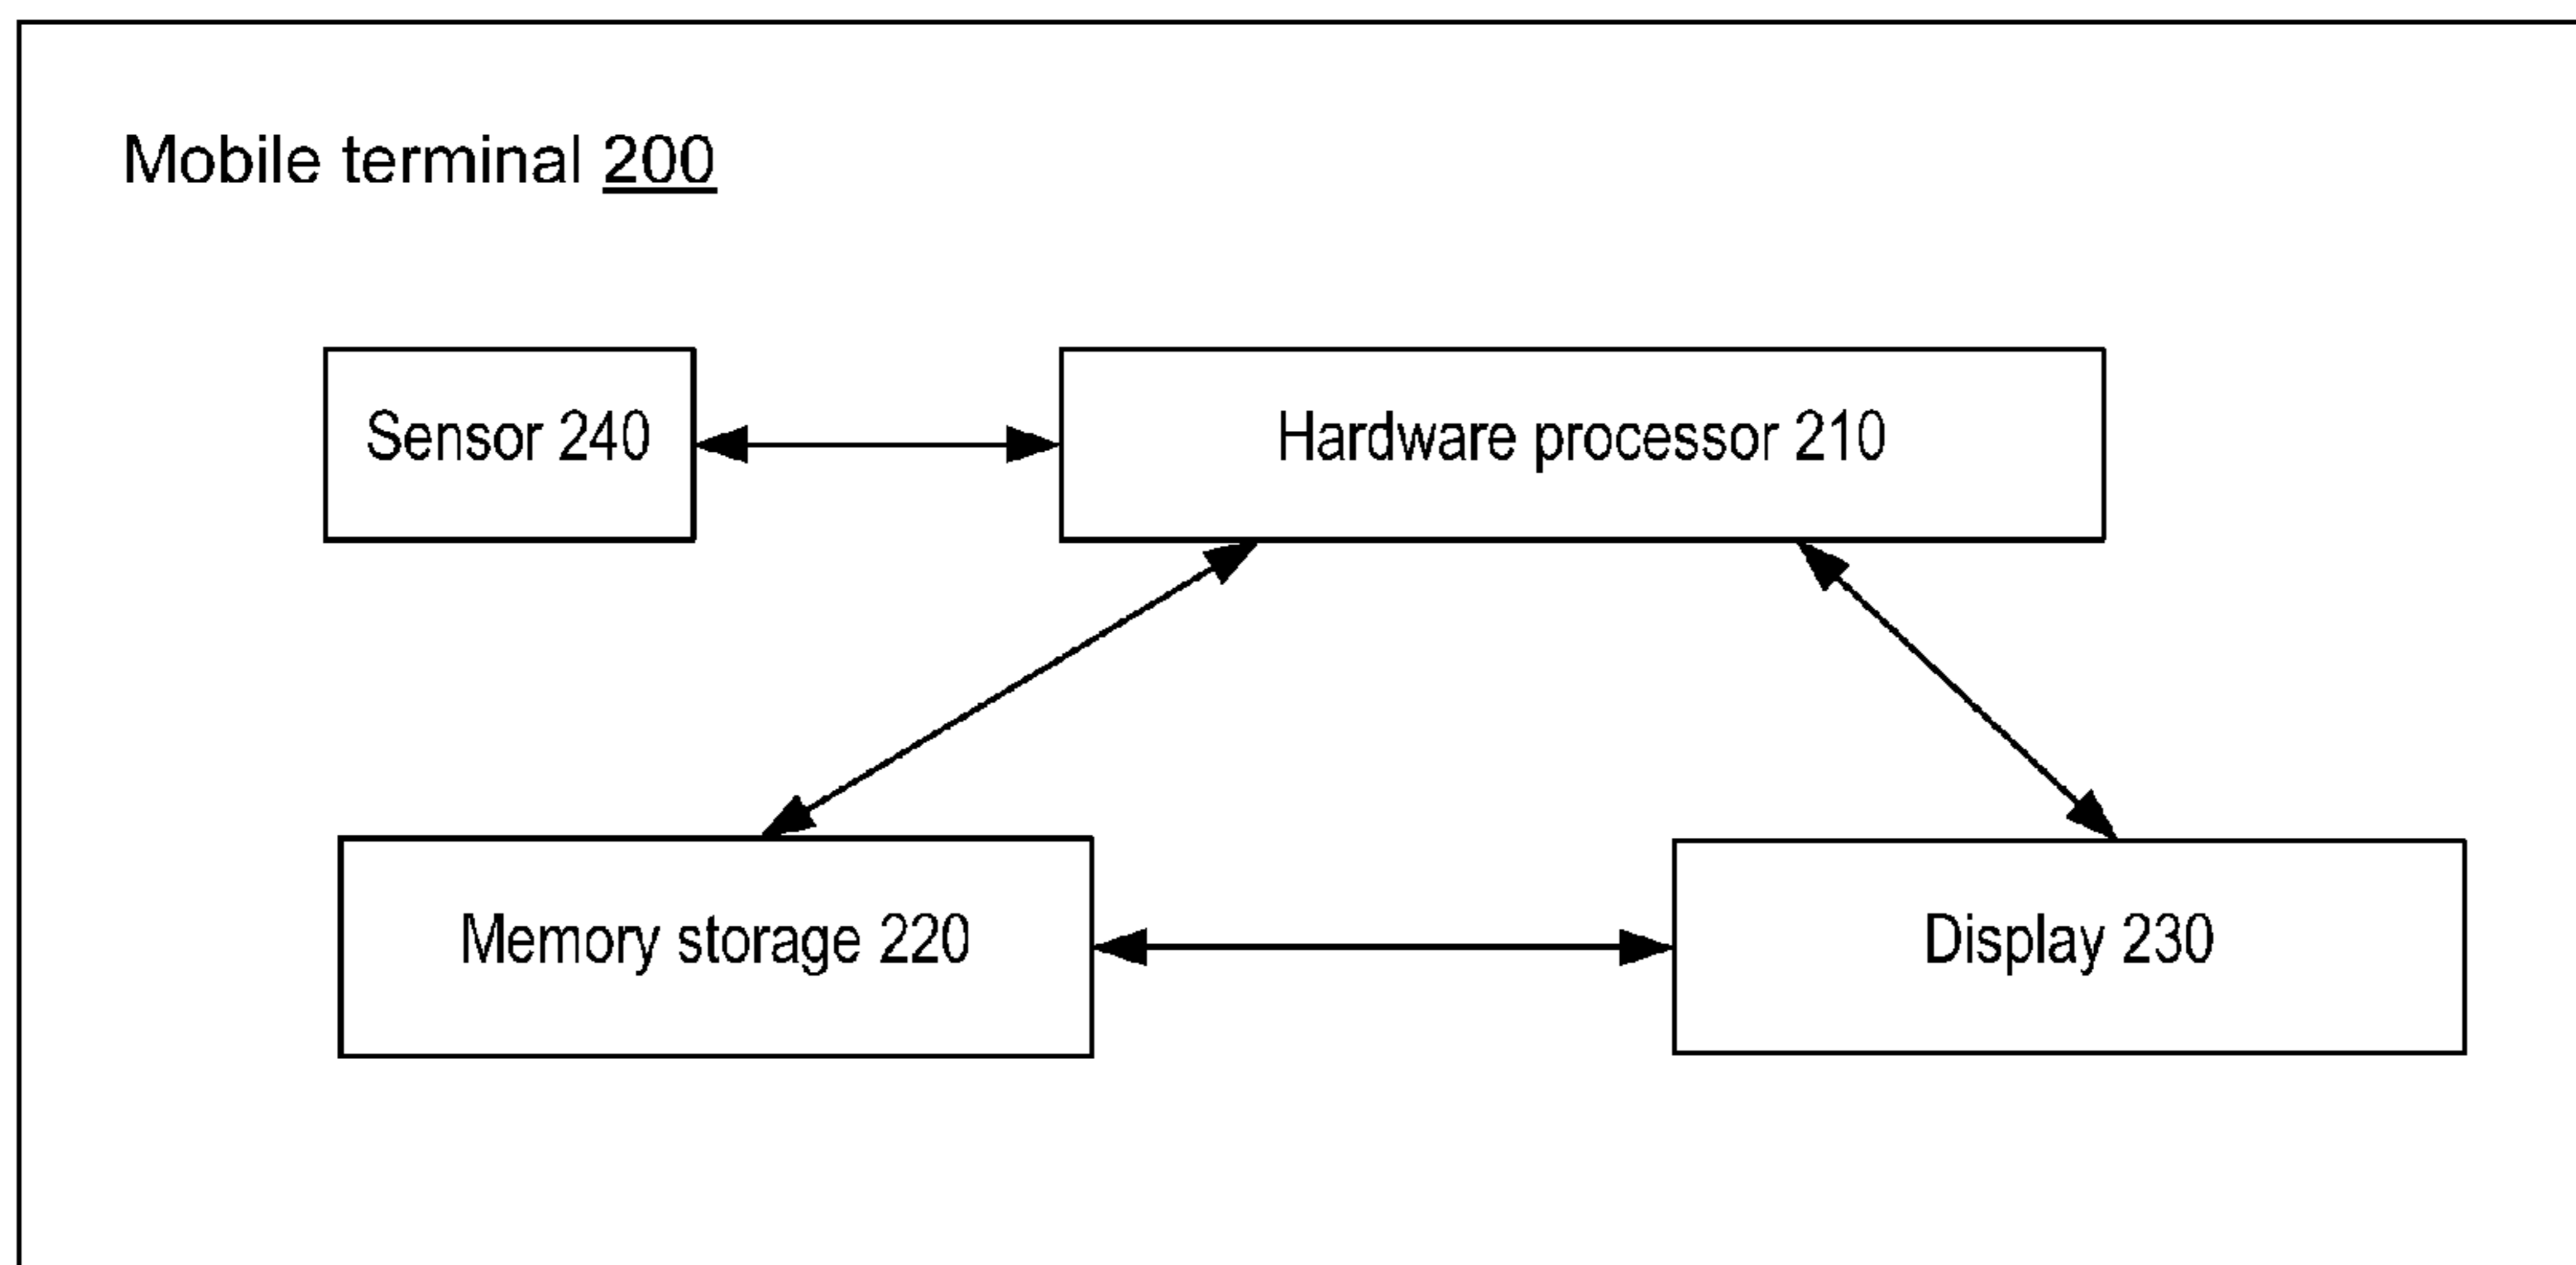 Mobile terminal 200
Sensor 240
Hardware processor 210
Memory storage 220
Display 230